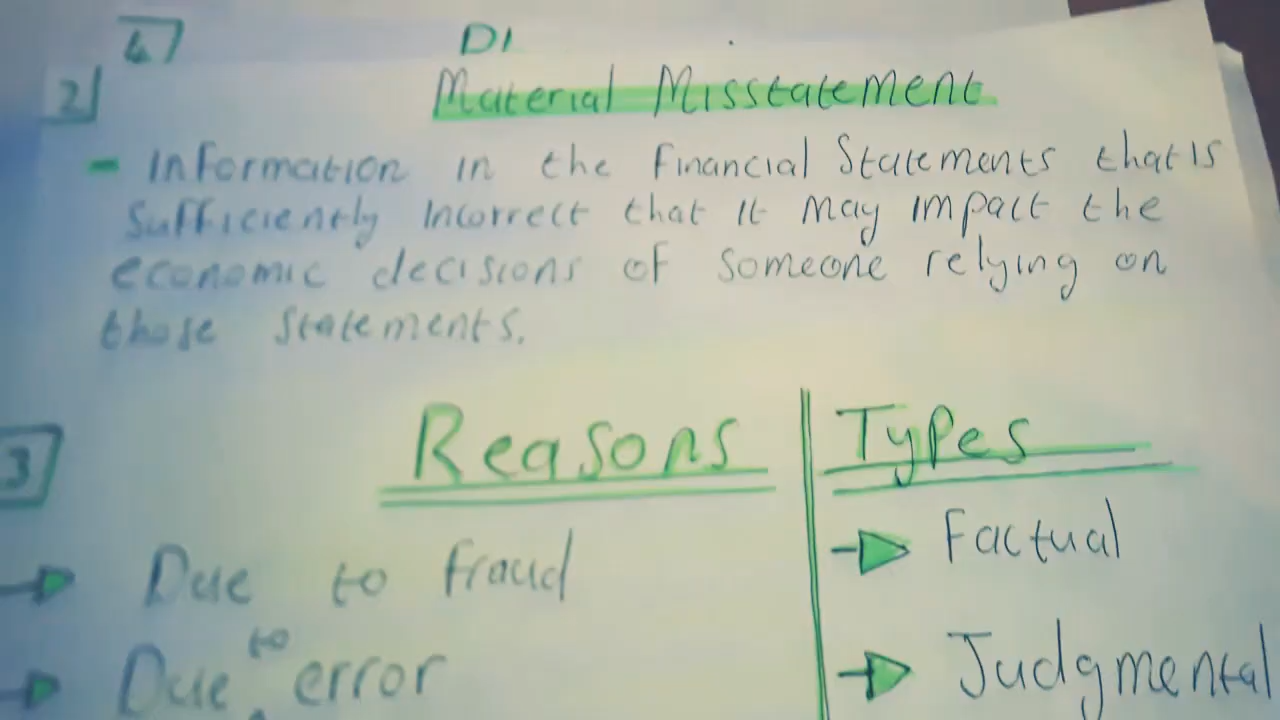 4
D1
2
Material Misstatement
- Information in the Financial Statements that is
sufficiently incorrect that it may impact the
economic decisions of someone relying on
those statements.
3
Reasons
Types
Due to fraud
Factual
Due to error
Judgmental